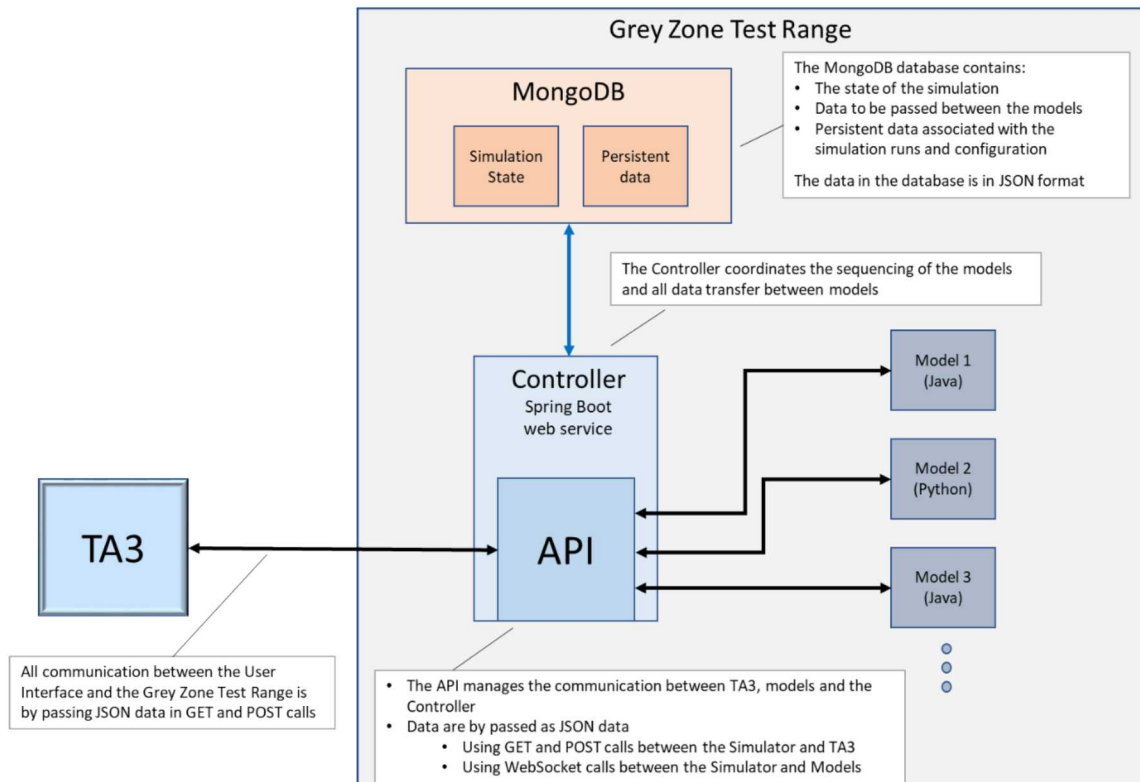 Grey Zone Test Range
MongoDB
Simulation
State
Persistent
data
The MongoDB database contains:
• The state of the simulation
• Data to be passed between the models
• Persistent data associated with the
simulation runs and configuration
The data in the database is in JSON format
The Controller coordinates the sequencing of the models
and all data transfer between models
Controller
Spring Boot
web service
API
Model 1
(Java)
Model 2
(Python)
Model 3
(Java)
TA3
All communication between the User
Interface and the Grey Zone Test Range is
by passing JSON data in GET and POST calls
• The API manages the communication between TA3, models and the
Controller
• Data are by passed as JSON data
• Using GET and POST calls between the Simulator and TA3
• Using WebSocket calls between the Simulator and Models